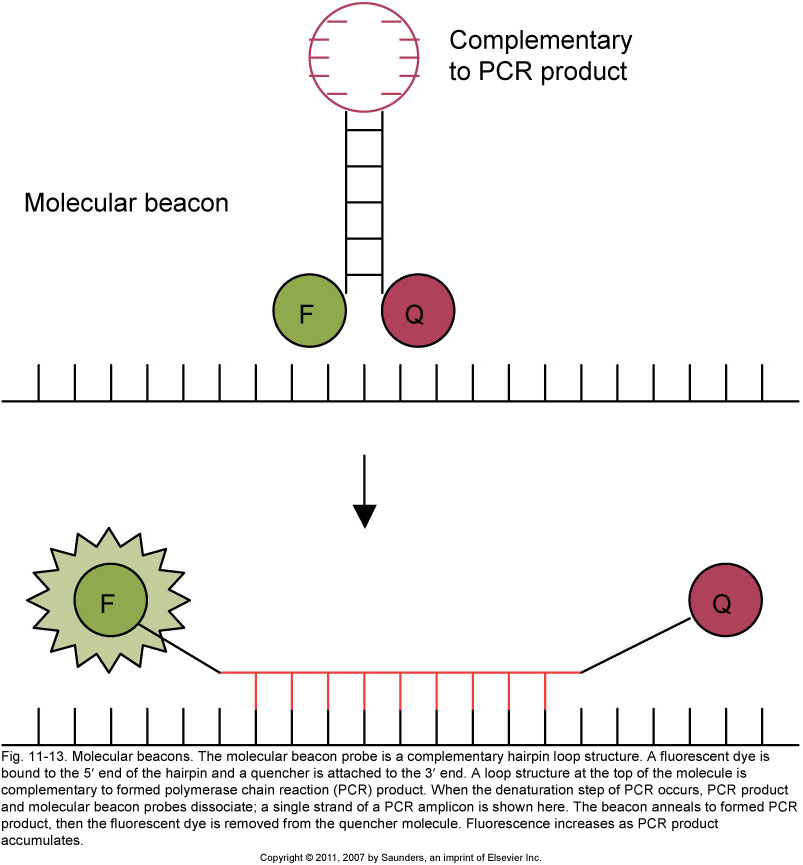 Complementary
to PCR product
Molecular beacon
F
Q
F
Q
Fig. 11-13. Molecular beacons. The molecular beacon probe is a complementary hairpin loop structure. A fluorescent dye is
bound to the 5′ end of the hairpin and a quencher is attached to the 3′ end. A loop structure at the top of the molecule is
complementary to formed polymerase chain reaction (PCR) product. When the denaturation step of PCR occurs, PCR product
and molecular beacon probes dissociate; a single strand of a PCR amplicon is shown here. The beacon anneals to formed PCR
product, then the fluorescent dye is removed from the quencher molecule. Fluorescence increases as PCR product
accumulates.
Copyright © 2011, 2007 by Saunders, an imprint of Elsevier Inc.